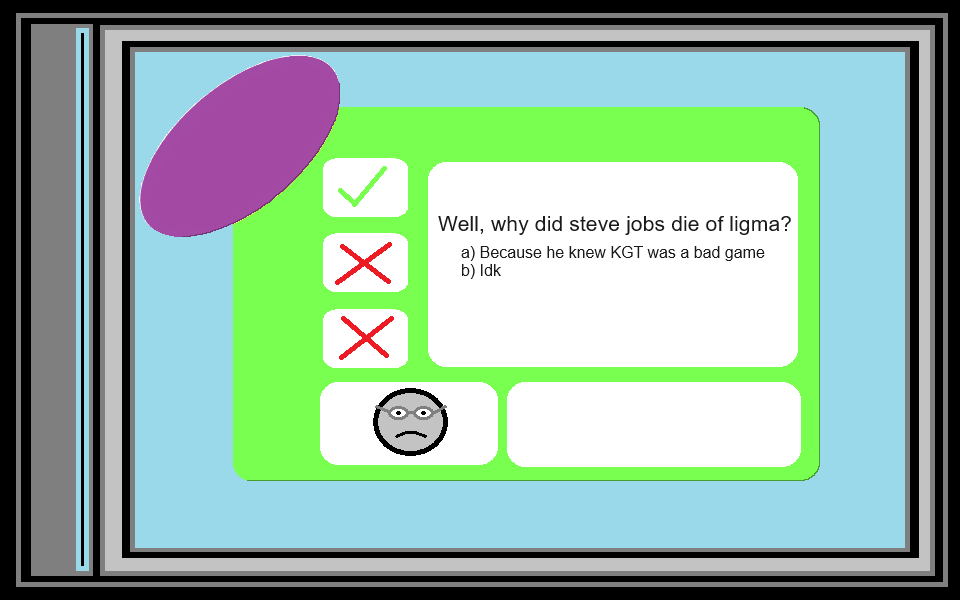 Well, why did steve jobs die of ligma?
a) Because he knew KGT was a bad game
b) Idk